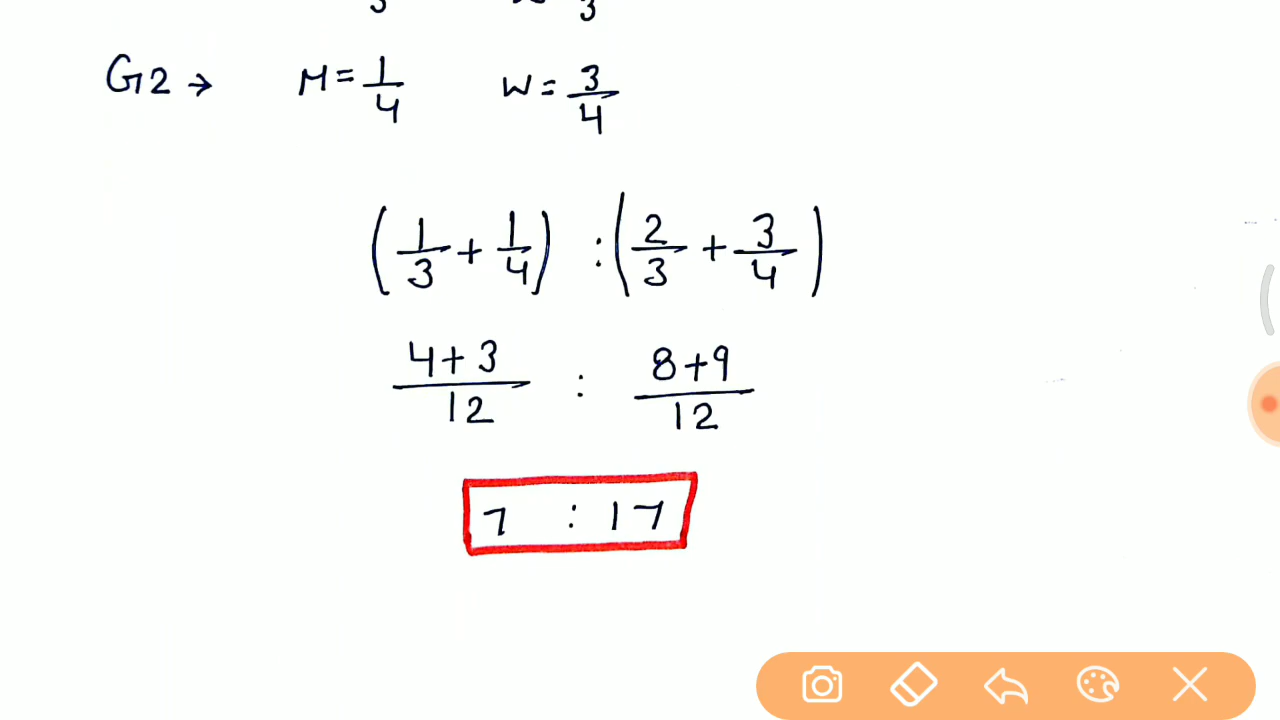 G2 → M = 1/4 W = 3/4
(1/3 + 1/4) : (2/3 + 3/4)
4+3/12 : 8+9/12
7 : 17